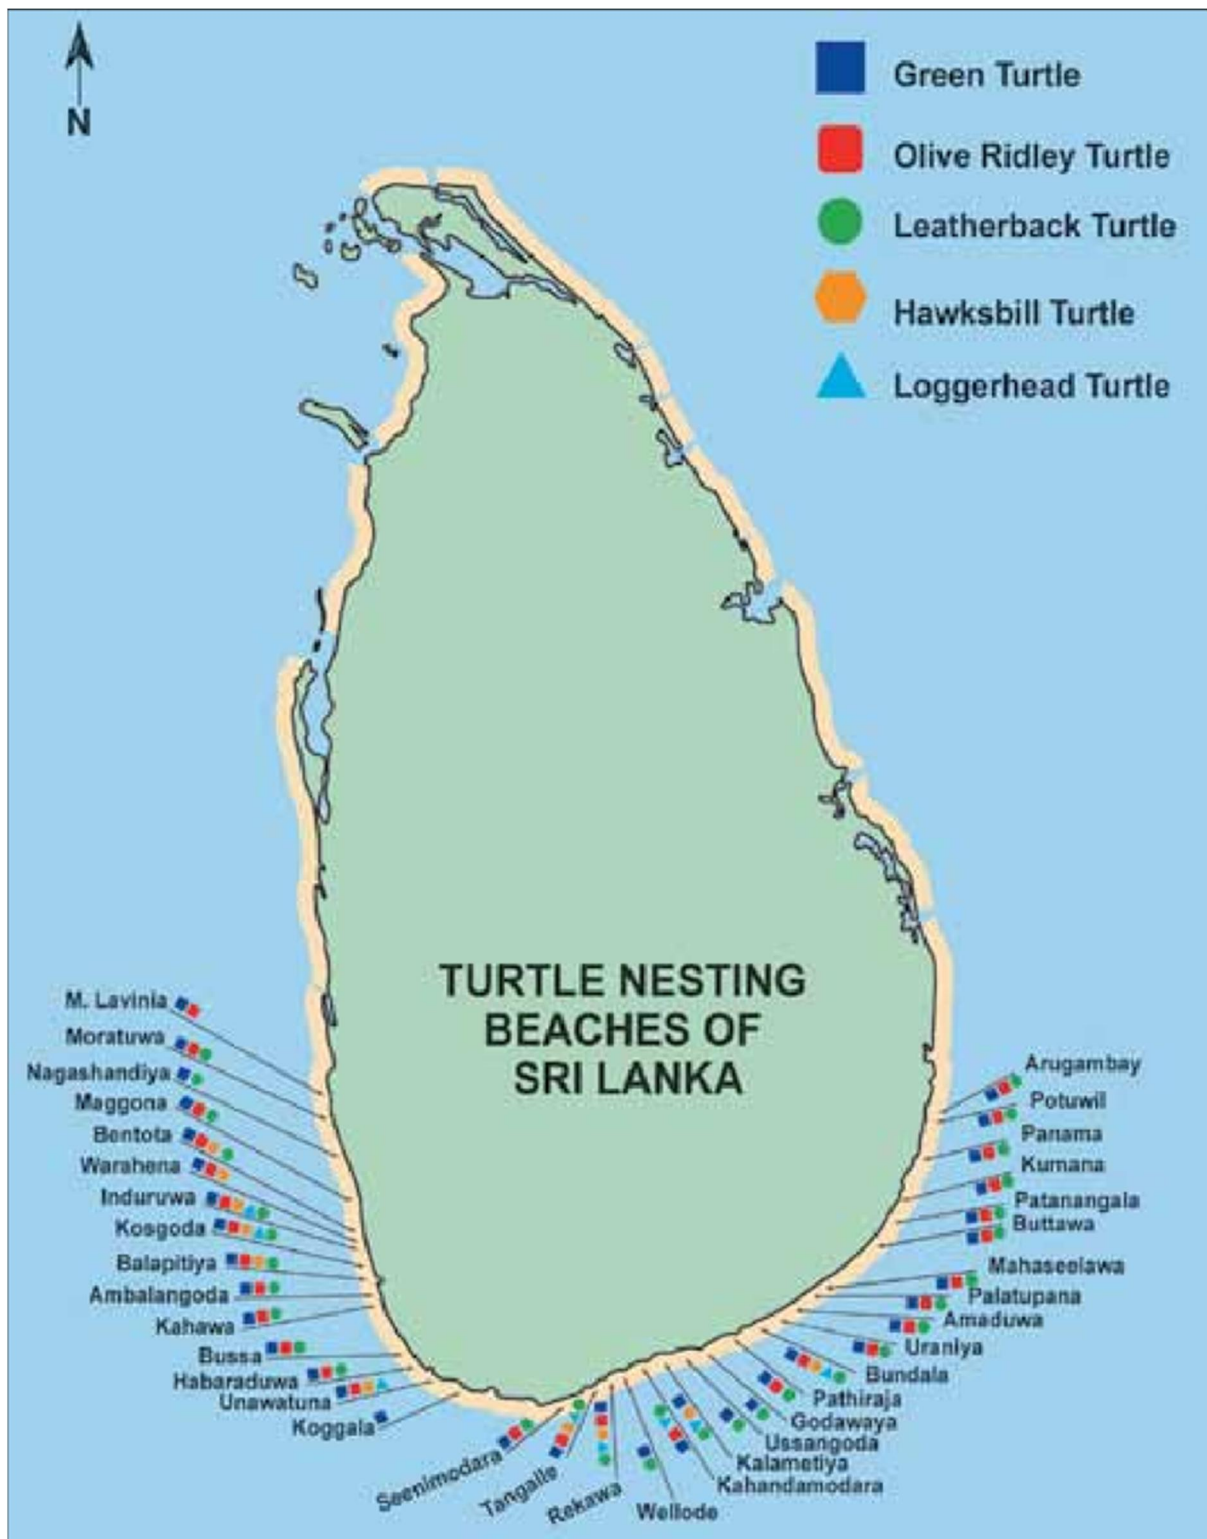 N
Green Turtle
Olive Ridley Turtle
Leatherback Turtle
Hawksbill Turtle
Loggerhead Turtle
TURTLE NESTING
BEACHES OF
SRI LANKA
M. Lavinia
Moratuwa
Nagashandiya
Maggona
Bentota
Warahena
Induruwa
Kosgoda
Balapitiya
Ambalangoda
Kahawa
Bussa
Habaraduwa
Unawatuna
Koggala
Seenimodara
Tangalle
Rekawa
Wellode
Kahandamodara
Kalametiya
Ussangoda
Godawaya
Pathiraja
Bundala
Uraniya
Amaduwa
Palatupana
Mahaseelawa
Buttawa
Patanangala
Kumana
Panama
Potuwil
Arugambay